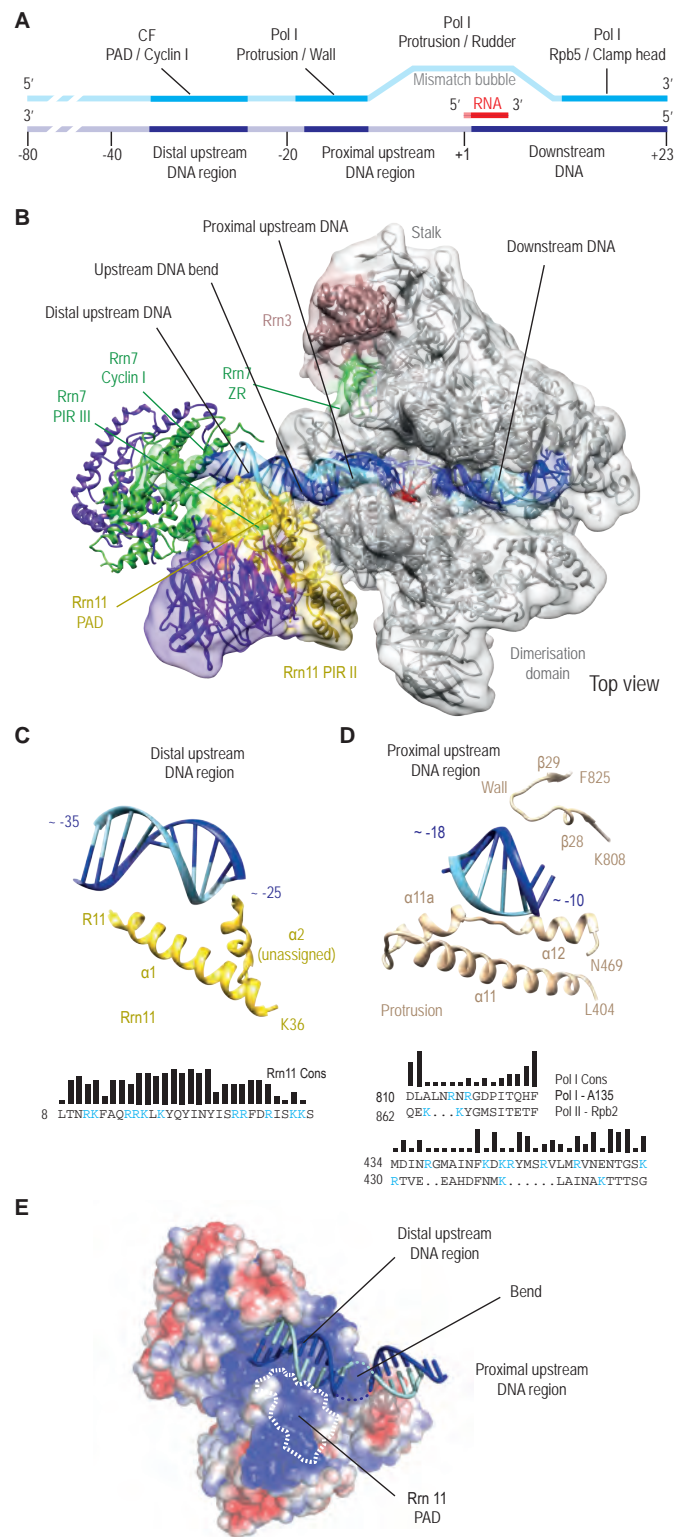 A
CF
PAD / Cyclin I
Pol I
Protrusion / Wall
Pol I
Protrusion / Rudder
Pol I
Rpb5 / Clamp head
Mismatch bubble
5′
3′
5′ RNA 3′
3′
5′
-80
-40
Distal upstream
DNA region
-20
Proximal upstream
DNA region
+1
Downstream
DNA
+23
B
Proximal upstream DNA
Stalk
Downstream DNA
Upstream DNA bend
Distal upstream DNA
Rrn3
Rrn7
Cyclin I
Rrn7
ZR
Rrn7
PIR III
Rrn11
PAD
Rrn11 PIR II
Dimerisation
domain
Top view
C
Distal upstream
DNA region
~ -35
~ -25
R11
α1
α2
(unassigned)
Rrn11
K36
Rrn11 Cons
8 LTNRKFAQRRKLKYQYINYISRRFDRISKKS
D
Proximal upstream
DNA region
β29
F825
Wall
β28
K808
~ -18
~ -10
α11a
α12
N469
α11
L404
Protrusion
Pol I Cons
810 DLALNRNRGDPITQHF Pol I - A135
862 QEK...KYGMSITETF Pol II - Rpb2
434 MDINRGMAINFKDKRYMSRVLMRVNENTGSK
430 RTVE..EAHDFNMK......LAINAKTTTSG
E
Distal upstream
DNA region
Bend
Proximal upstream
DNA region
Rrn 11
PAD